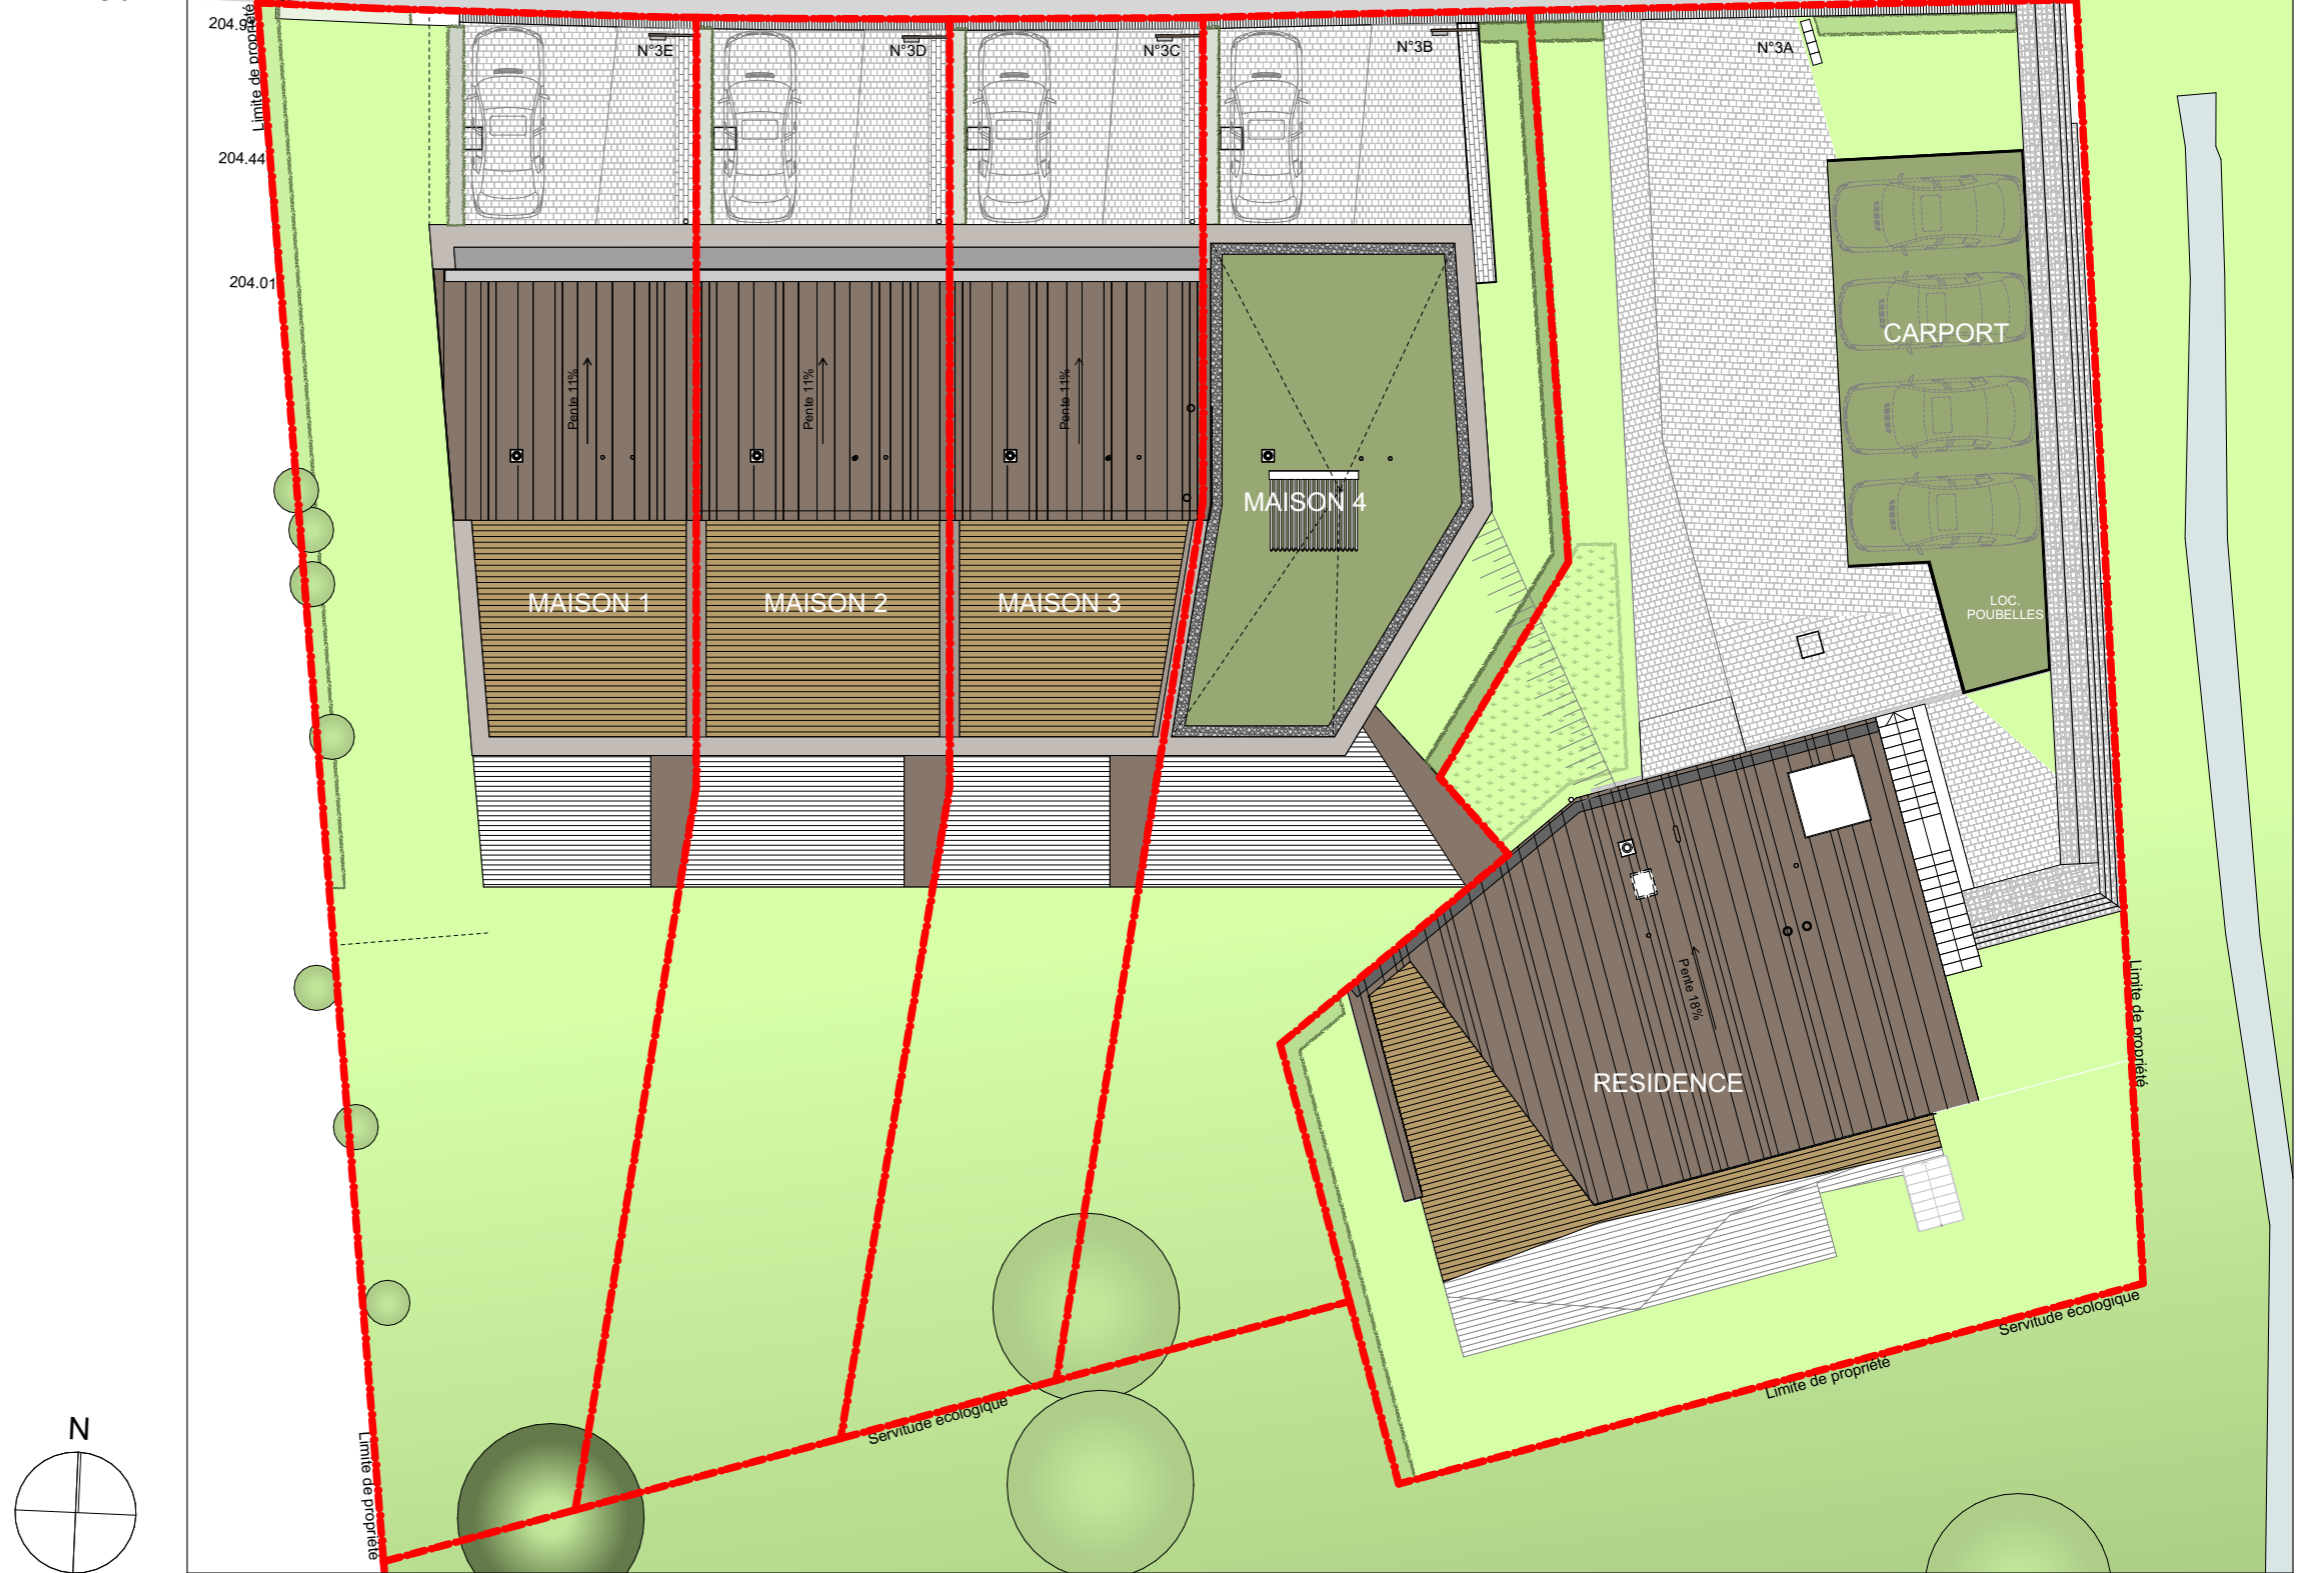 204.9
Limite de propriété
N°3E
N°3D
N°3C
N°3B
N°3A
204.44
204.01
CARPORT
Pente 11%
Pente 11%
Pente 11%
MAISON 4
MAISON 1
MAISON 2
MAISON 3
LOC.
POUBELLES
Pente 18%
Limite de propriété
RESIDENCE
Servitude écologique
Limite de propriété
Servitude écologique
N
Limite de propriété